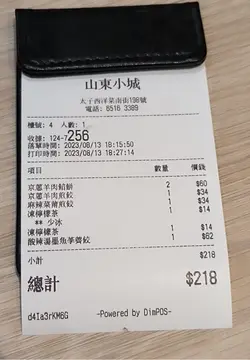 山東小城
太子西洋菜南街198號
電話: 6516 3389
檯號: 4 人數: 1
收據: 124-7256
落單時間: 2023/08/13 18:15:50
打印時間: 2023/08/13 18:27:14
項目 數量 價錢
京蔥羊肉鍋餅 2 $60
京蔥羊肉煎餃 1 $34
麻辣菜肉煎餃 1 $34
凍檸檬茶 1 $14
** 少冰
凍檸檬茶 1 $14
酸辣湯墨魚季餃 1 $62
小計 $218
總計 $218
d4Ia3rKM6G -Powered by DimPOS-